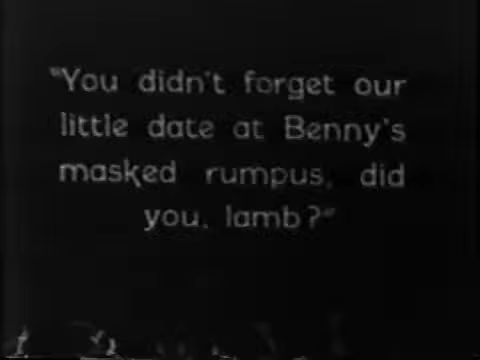 "You didn't forget our
little date at Benny's
masked rumpus, did
you, lamb?"